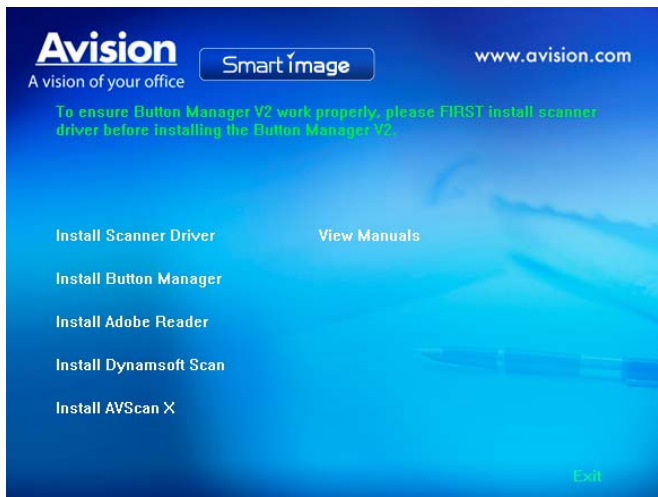 Avision
A vision of your office
Smart image
www.avision.com
To ensure Button Manager V2 work properly, please FIRST install scanner
driver before installing the Button Manager V2.
Install Scanner Driver
View Manuals
Install Button Manager
Install Adobe Reader
Install Dynamsoft Scan
Install AVScan X
Exit